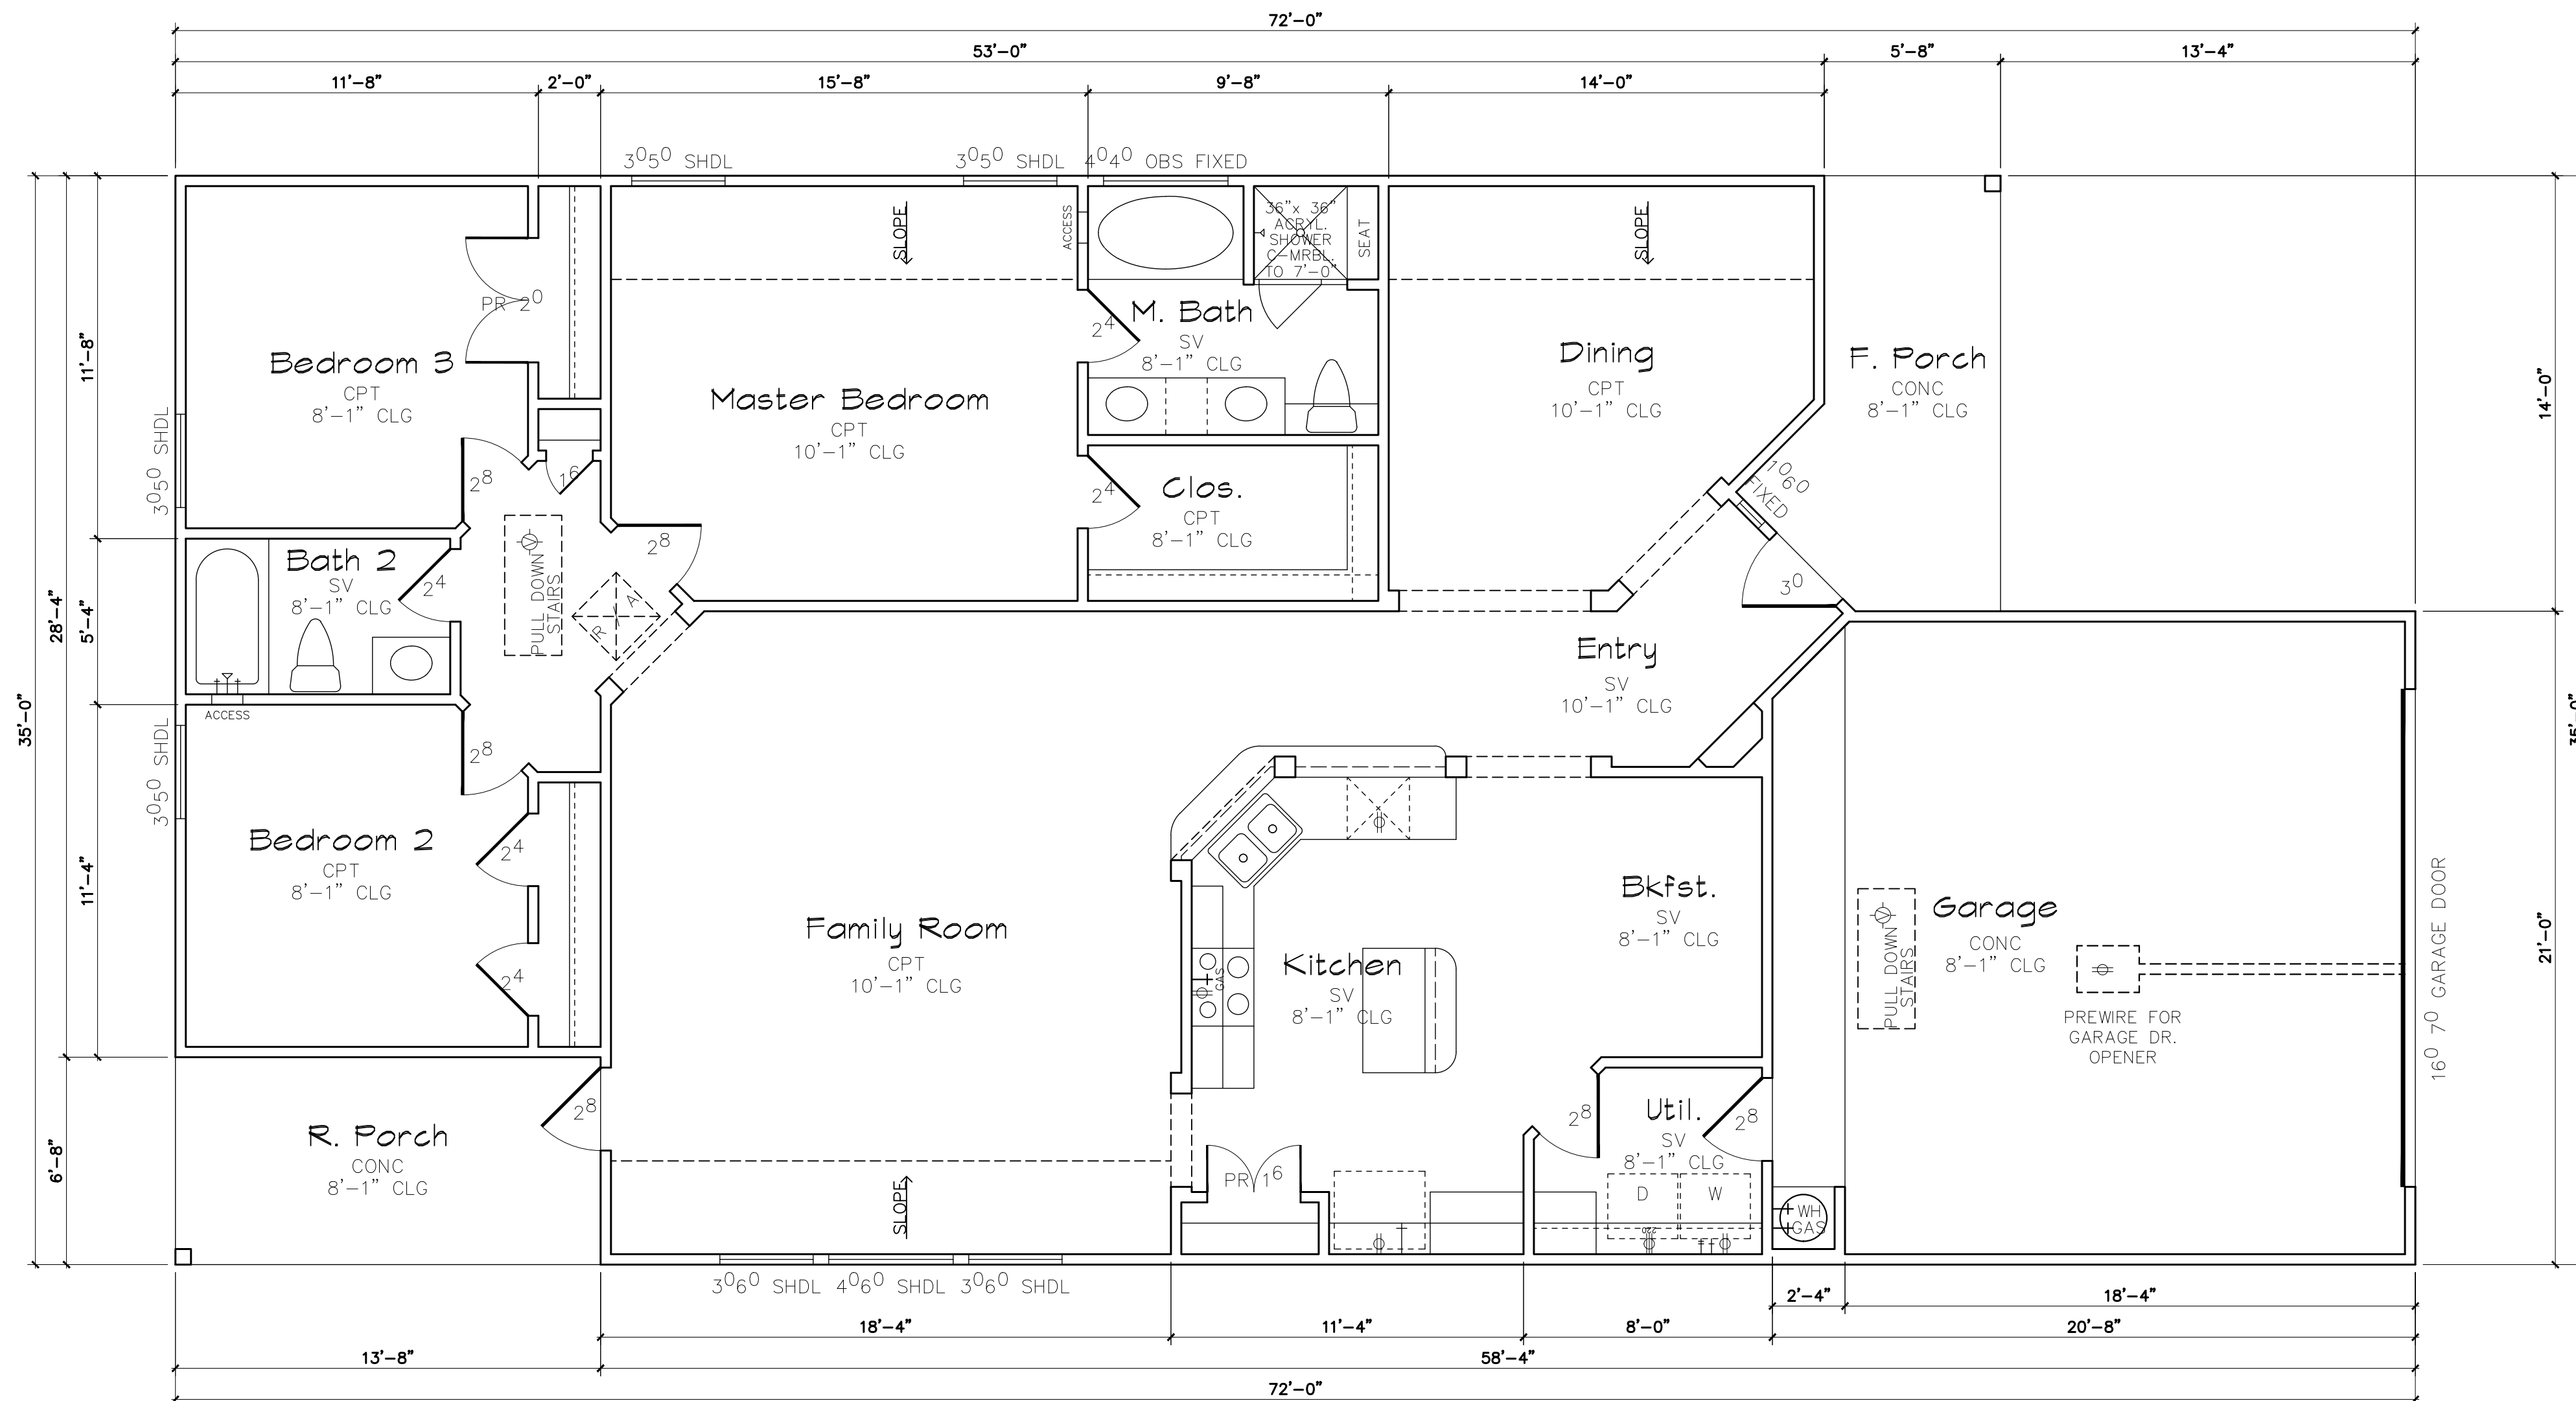 72'-0"
53'-0"
5'-8"
13'-4"
11'-8"
2'-0"
15'-8"
9'-8"
14'-0"
3⁰5⁰ SHDL
3⁰5⁰ SHDL
4⁰4⁰ OBS FIXED
SLOPE
ACCESS
36"x 36"
ACRYL.
SHOWER
C-MRBL.
TO 7'-0"
SEAT
SLOPE
PR 2⁰
Bedroom 3
CPT
8'-1" CLG
3⁰5⁰ SHDL
2⁸
1⁶
Master Bedroom
CPT
10'-1" CLG
2⁸
M. Bath
SV
8'-1" CLG
2⁴
Clos.
CPT
8'-1" CLG
2⁴
Dining
CPT
10'-1" CLG
F. Porch
CONC
8'-1" CLG
1⁰6⁰
FIXED
3⁰
Bath 2
SV
8'-1" CLG
2⁴
ACCESS
PULL DOWN
STAIRS
R / A
Entry
SV
10'-1" CLG
3⁰5⁰ SHDL
2⁸
Bedroom 2
CPT
8'-1" CLG
2⁴
2⁴
Family Room
CPT
10'-1" CLG
SLOPE
Kitchen
SV
8'-1" CLG
GAS
Bkfst.
SV
8'-1" CLG
PR 1⁶
Util.
SV
8'-1" CLG
2⁸
2⁸
D
W
220
WH
GAS
Garage
CONC
8'-1" CLG
PULL DOWN
STAIRS
PREWIRE FOR
GARAGE DR.
OPENER
16⁰ 7⁰ GARAGE DOOR
R. Porch
CONC
8'-1" CLG
2⁸
3⁰6⁰ SHDL
4⁰6⁰ SHDL
3⁰6⁰ SHDL
35'-0"
28'-4"
6'-8"
11'-8"
5'-4"
11'-4"
14'-0"
21'-0"
35'-0"
2'-4"
18'-4"
18'-4"
11'-4"
8'-0"
20'-8"
13'-8"
58'-4"
72'-0"